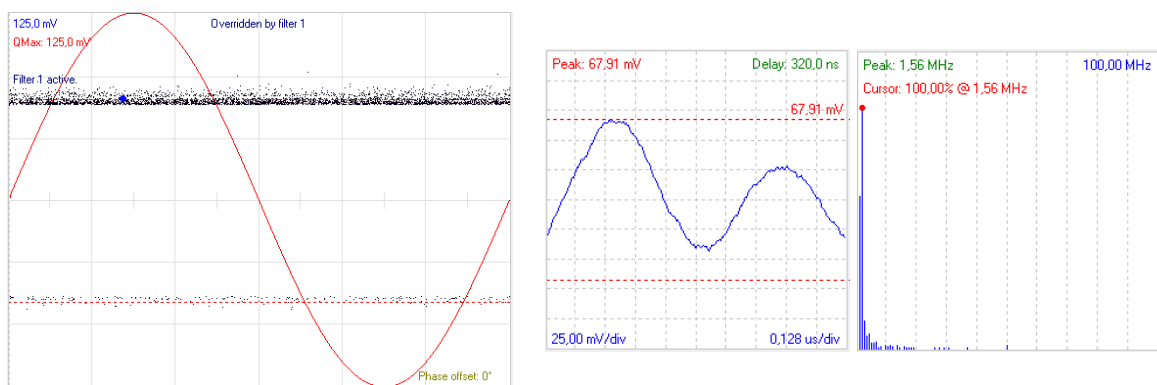 125,0 mV
Overridden by filter 1
QMax: 125,0 mV
Filter 1 active.
Phase offset: 0°
Peak: 67,91 mV
Delay: 320,0 ns
67,91 mV
25,00 mV/div
0,128 us/div
Peak: 1,56 MHz
100,00 MHz
Cursor: 100,00% @ 1,56 MHz